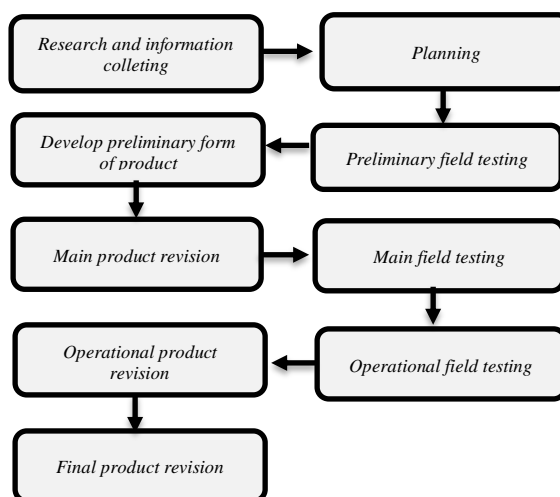 Research and information
colleting
Planning
Develop preliminary form
of product
Preliminary field testing
Main product revision
Main field testing
Operational product
revision
Operational field testing
Final product revision